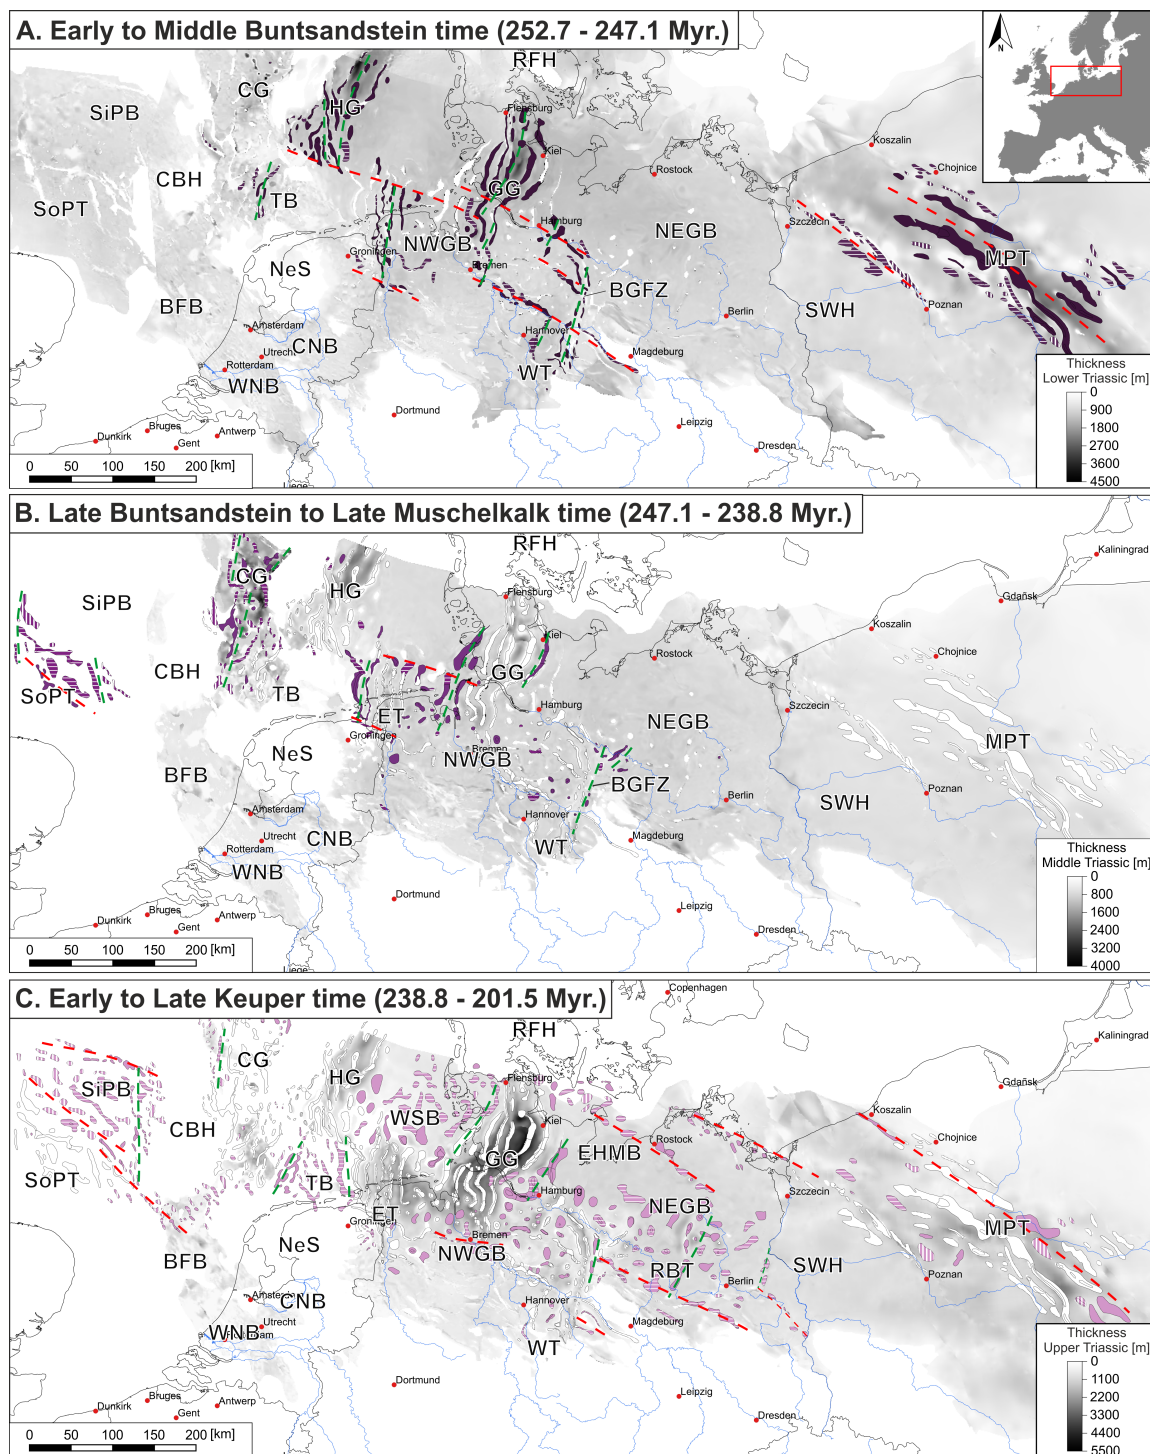 A. Early to Middle Buntsandstein time (252.7 - 247.1 Myr.)
RFH
N
CG
SiPB
HG
Flensburg
Kiel
Koszalin
Chojnice
CBH
Rostock
TB
GG
SoPT
Hamburg
Szczecin
NWGB
NEGB
Groningen
MPT
NeS
Bremen
BGFZ
BFB
SWH
Poznan
Berlin
Amsterdam
Hannover
Utrecht
CNB
Magdeburg
Rotterdam
WT
WNB
Thickness
Lower Triassic [m]
0
900
1800
2700
3600
4500
Dortmund
Bruges
Antwerp
Dunkirk
Gent
Leipzig
Dresden
0 50 100 150 200 [km]
Liege
B. Late Buntsandstein to Late Muschelkalk time (247.1 - 238.8 Myr.)
RFH
Kaliningrad
CG
HG
Flensburg
Gdańsk
SiPB
Koszalin
Kiel
Chojnice
CBH
Rostock
SoPT
TB
GG
ET
Hamburg
Szczecin
NEGB
Groningen
MPT
NeS
Bremen
NWGB
BFB
BGFZ
Poznan
Berlin
SWH
Amsterdam
Hannover
Utrecht
CNB
Magdeburg
Rotterdam
WT
WNB
Thickness
Middle Triassic [m]
0
800
1600
2400
3200
4000
Dortmund
Bruges
Antwerp
Dunkirk
Gent
Leipzig
Dresden
0 50 100 150 200 [km]
Liege
C. Early to Late Keuper time (238.8 - 201.5 Myr.)
Copenhagen
RFH
Kaliningrad
CG
HG
Flensburg
SiPB
Gdańsk
WSB
Koszalin
Kiel
CBH
Chojnice
Rostock
EHMB
GG
SoPT
TB
Hamburg
Szczecin
NEGB
ET
Groningen
MPT
Bremen
NeS
NWGB
BFB
RBT
SWH
Berlin
Poznan
Amsterdam
CNB
Hannover
Utrecht
Magdeburg
WNB
WT
Thickness
Upper Triassic [m]
0
1100
2200
3300
4400
5500
Dortmund
Bruges
Antwerp
Dunkirk
Gent
Leipzig
Dresden
0 50 100 150 200 [km]